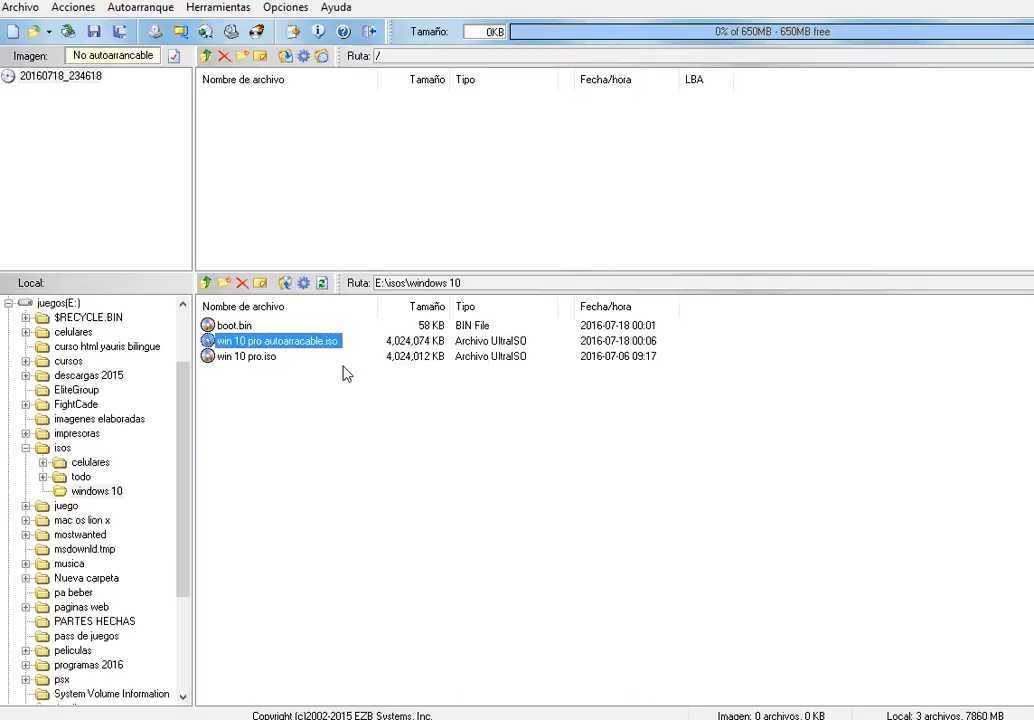 Archivo Acciones Autoarranque Herramientas Opciones Ayuda
Tamaño: 0KB 0% of 650MB - 650MB free
Imagen: No autoarrancable Ruta: /
20160718_234618
Nombre de archivo Tamaño Tipo Fecha/hora LBA
Local: Ruta: E:\isos\windows 10
Nombre de archivo Tamaño Tipo Fecha/hora
boot.bin 58 KB BIN File 2016-07-18 00:01
win 10 pro autoarracable.iso 4,024,074 KB Archivo UltraISO 2016-07-18 00:06
win 10 pro.iso 4,024,012 KB Archivo UltraISO 2016-07-06 09:17
juegos(E:)
$RECYCLE.BIN
celulares
curso html yauris bilingue
cursos
descargas 2015
EliteGroup
FightCade
imagenes elaboradas
impresoras
isos
celulares
todo
windows 10
juego
mac os lion x
mostwanted
msdownld.tmp
musica
Nueva carpeta
pa beber
paginas web
PARTES HECHAS
pass de juegos
peliculas
programas 2016
psx
System Volume Information
Copyright (c)2002-2015 EZB Systems, Inc. Imagen: 0 archivos, 0 KB Local: 3 archivos, 7860 MB